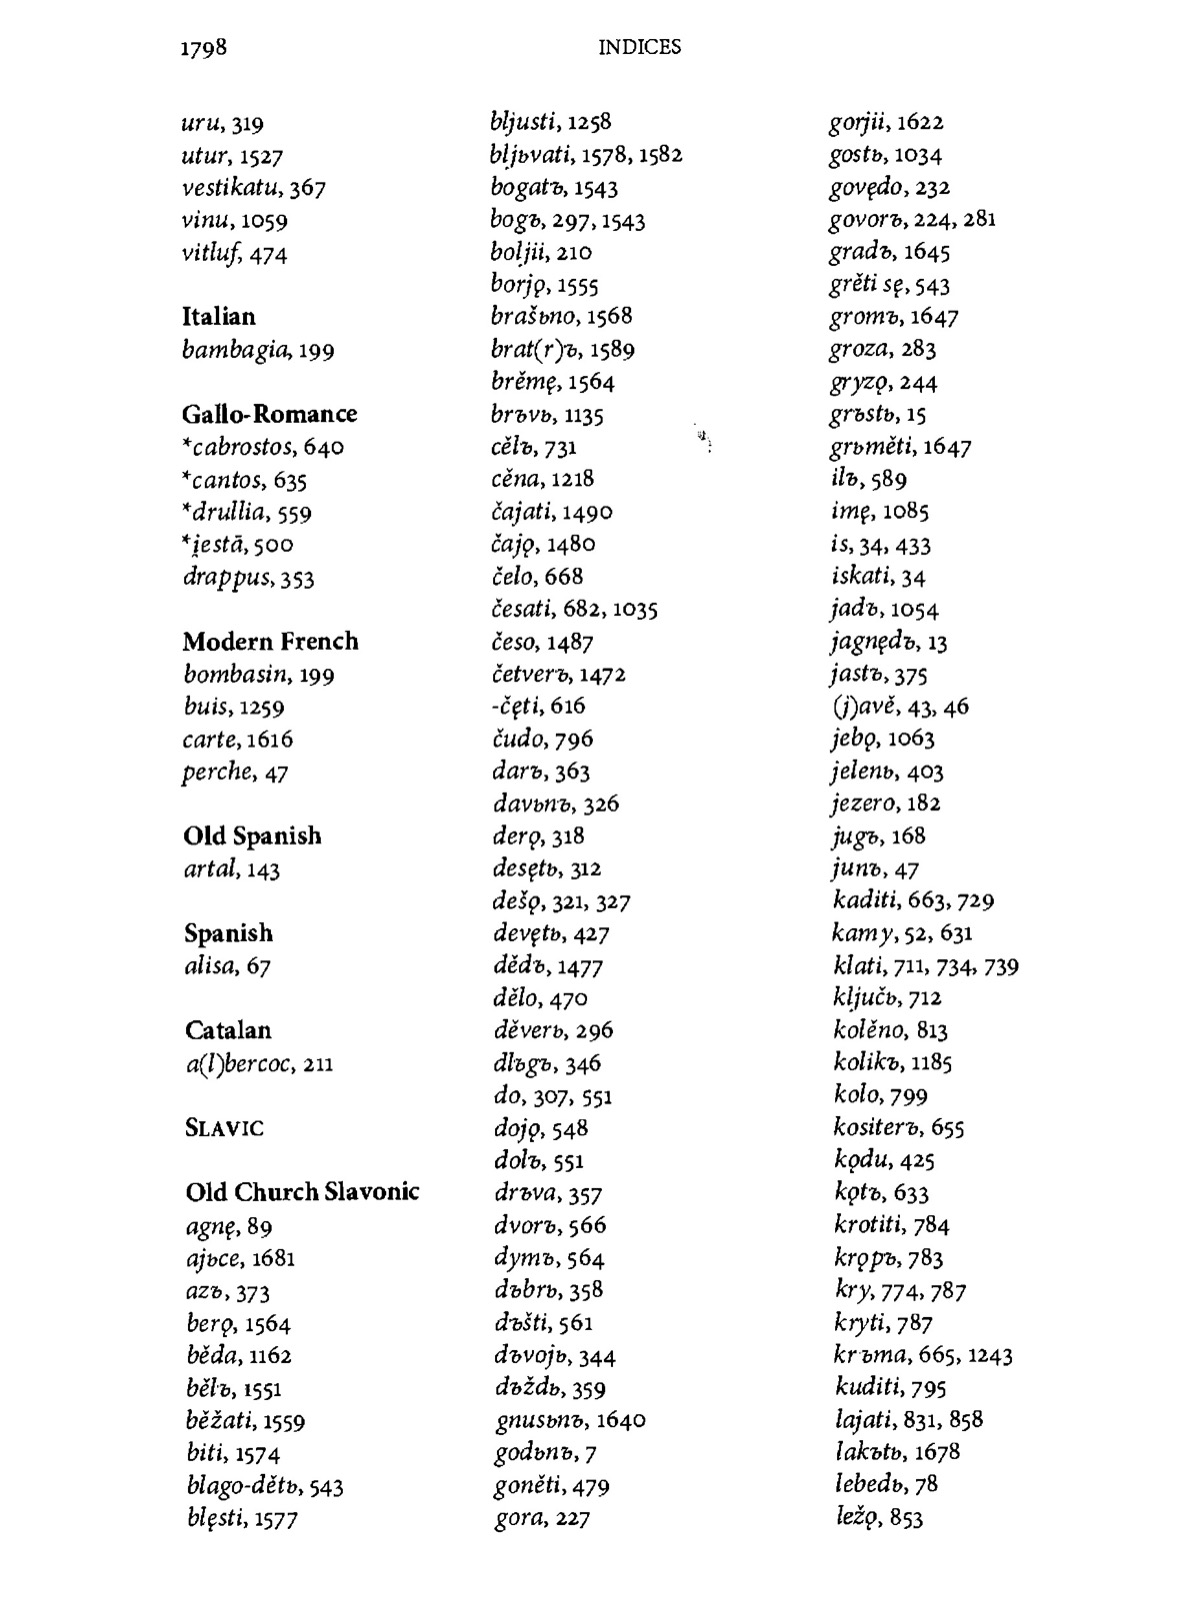 1798
INDICES
uru, 319
utur, 1527
vestikatu, 367
vinu, 1059
vitluf, 474
Italian
bambagia, 199
Gallo-Romance
*cabrostos, 640
*cantos, 635
*drullia, 559
*i̯estā, 500
drappus, 353
Modern French
bombasin, 199
buis, 1259
carte, 1616
perche, 47
Old Spanish
artal, 143
Spanish
alisa, 67
Catalan
a(l)bercoc, 211
SLAVIC
Old Church Slavonic
agnę, 89
ajьce, 1681
azъ, 373
berǫ, 1564
běda, 1162
bělъ, 1551
běžati, 1559
biti, 1574
blago-dětь, 543
blęsti, 1577
bljusti, 1258
bl̦jьvati, 1578, 1582
bogatъ, 1543
bogъ, 297, 1543
bol̦jii, 210
borjǫ, 1555
brašьno, 1568
brat(r)ъ, 1589
brěmę, 1564
brъvь, 1135
cělъ, 731
cěna, 1218
čajati, 1490
čajǫ, 1480
čelo, 668
česati, 682, 1035
česo, 1487
četverъ, 1472
-čęti, 616
čudo, 796
darъ, 363
davьnъ, 326
derǫ, 318
desętь, 312
dešǫ, 321, 327
devętь, 427
dědъ, 1477
dělo, 470
děverь, 296
dlъgъ, 346
do, 307, 551
dojǫ, 548
dolъ, 551
drъva, 357
dvorъ, 566
dymъ, 564
dъbrь, 358
dъšti, 561
dъvojь, 344
dъždь, 359
gnusьnъ, 1640
godьnъ, 7
goněti, 479
gora, 227
gorjii, 1622
gostь, 1034
govędo, 232
govorъ, 224, 281
gradъ, 1645
grěti sę, 543
gromъ, 1647
groza, 283
gryzǫ, 244
grъstь, 15
grьměti, 1647
ilъ, 589
imę, 1085
is, 34, 433
iskati, 34
jadъ, 1054
jagnędъ, 13
jastъ, 375
(j)avě, 43, 46
jebǫ, 1063
jelenь, 403
jezero, 182
jugъ, 168
junъ, 47
kaditi, 663, 729
kamy, 52, 631
klati, 711, 734, 739
kl̦jučь, 712
kolěno, 813
kolikъ, 1185
kolo, 799
kositerъ, 655
kǫdu, 425
kǫtъ, 633
krotiti, 784
krǫpъ, 783
kry, 774, 787
kryti, 787
krъma, 665, 1243
kuditi, 795
lajati, 831, 858
lakъtь, 1678
lebedь, 78
ležǫ, 853